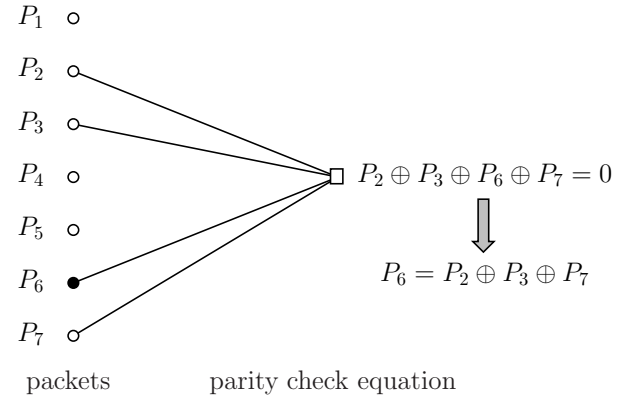 P₁
P₂
P₃
P₄
P₂ ⊕ P₃ ⊕ P₆ ⊕ P₇ = 0
P₅
P₆
P₆ = P₂ ⊕ P₃ ⊕ P₇
P₇
packets
parity check equation